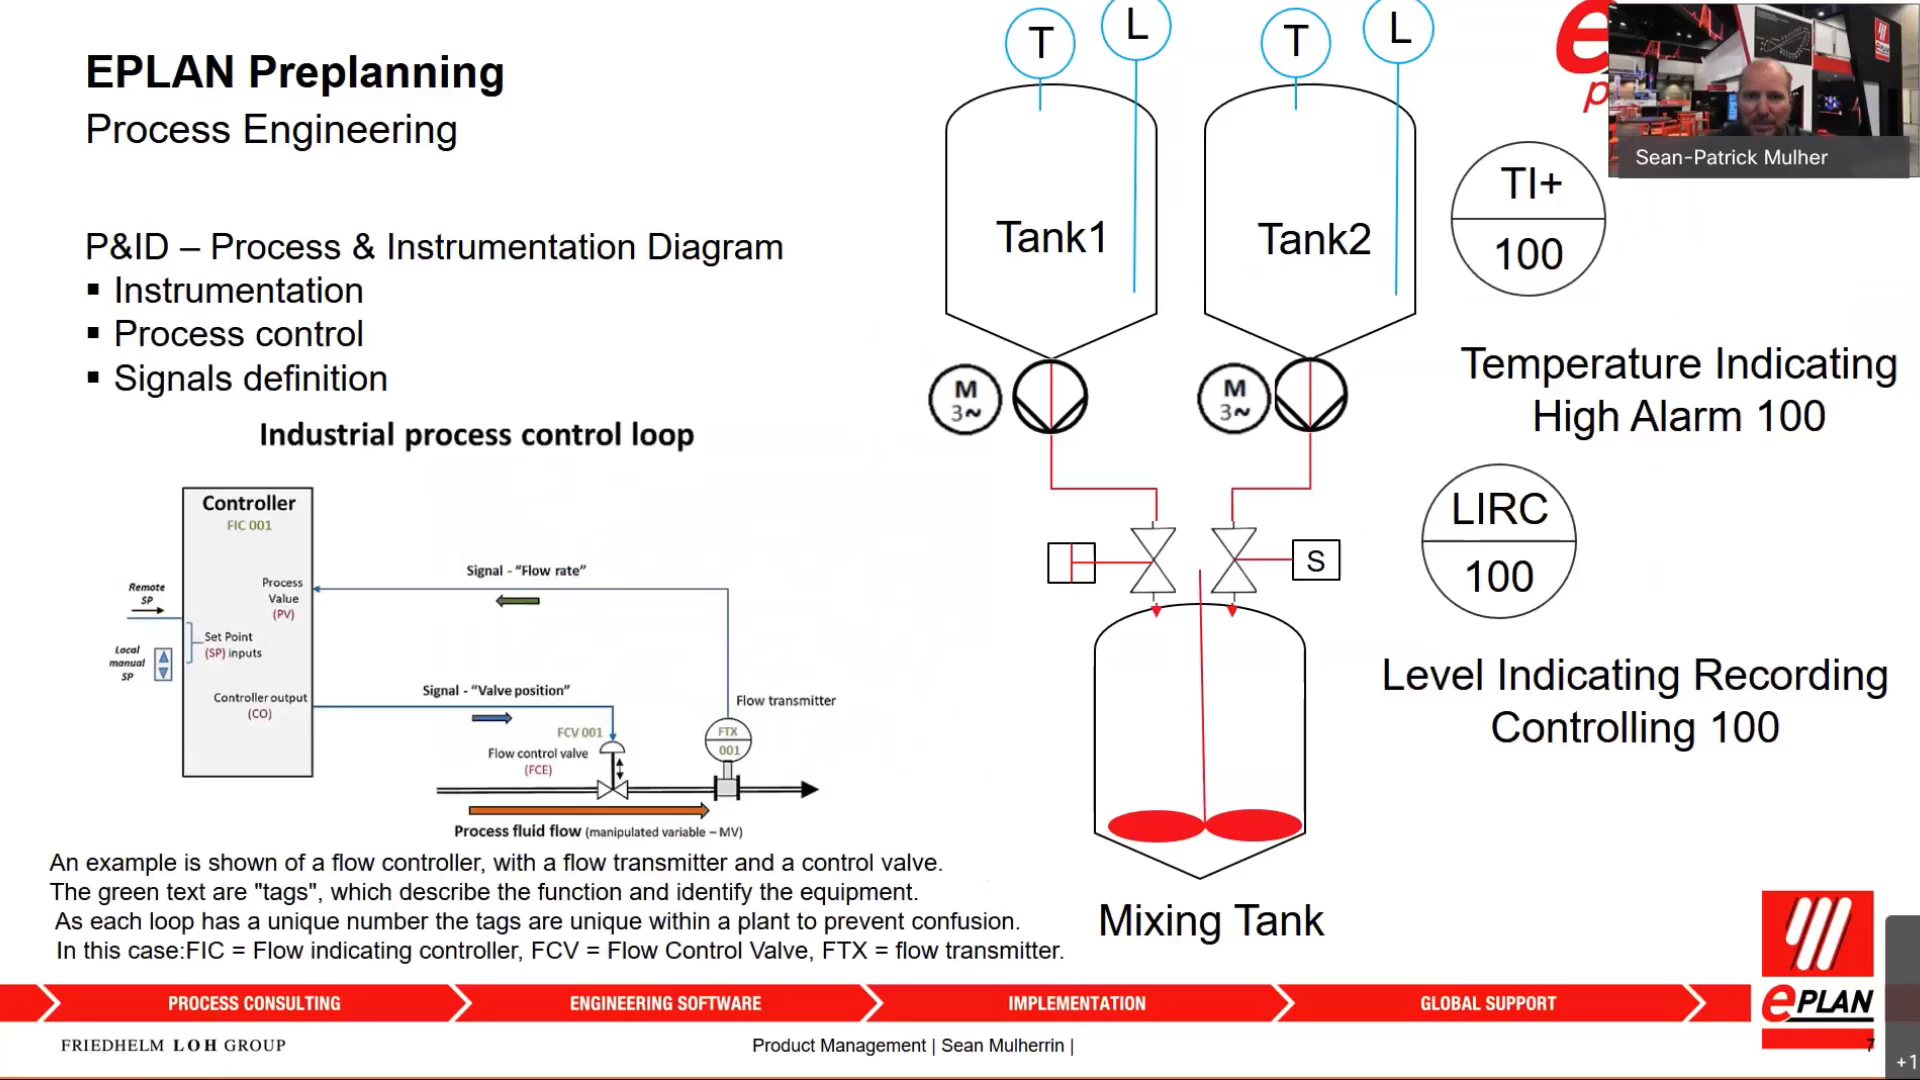 EPLAN Preplanning
Process Engineering
P&ID – Process & Instrumentation Diagram
▪ Instrumentation
▪ Process control
▪ Signals definition
Industrial process control loop
Controller
FIC 001
Remote
SP
Process
Value
(PV)
Local
manual
SP
Set Point
(SP) inputs
Controller output
(CO)
Signal - “Flow rate”
Signal - “Valve position”
Flow transmitter
FTX
001
FCV 001
Flow control valve
(FCE)
Process fluid flow (manipulated variable – MV)
An example is shown of a flow controller, with a flow transmitter and a control valve.
The green text are "tags", which describe the function and identify the equipment.
As each loop has a unique number the tags are unique within a plant to prevent confusion.
In this case:FIC = Flow indicating controller, FCV = Flow Control Valve, FTX = flow transmitter.
T
L
T
L
Tank1
Tank2
M
3~
M
3~
S
Mixing Tank
TI+
100
Temperature Indicating
High Alarm 100
LIRC
100
Level Indicating Recording
Controlling 100
e
p
Sean-Patrick Mulher
PROCESS CONSULTING
ENGINEERING SOFTWARE
IMPLEMENTATION
GLOBAL SUPPORT
ePLAN
FRIEDHELM LOH GROUP
Product Management | Sean Mulherrin |
7
+1